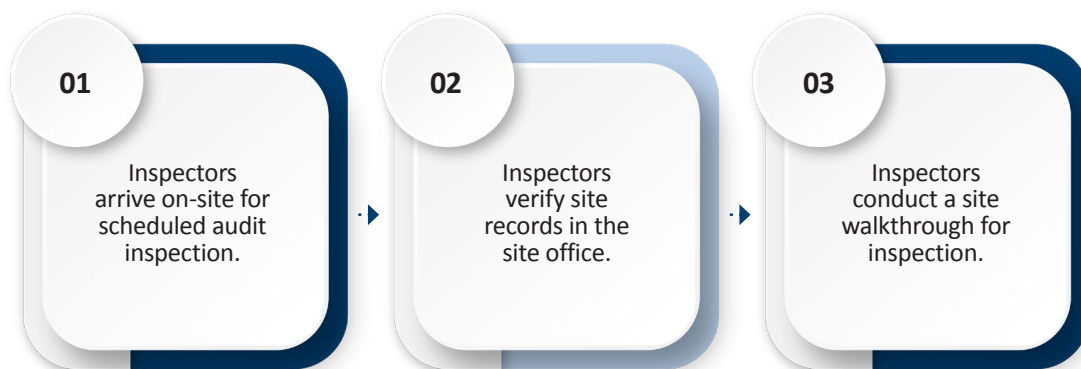 01
Inspectors
arrive on-site for
scheduled audit
inspection.
02
Inspectors
verify site
records in the
site office.
03
Inspectors
conduct a site
walkthrough for
inspection.